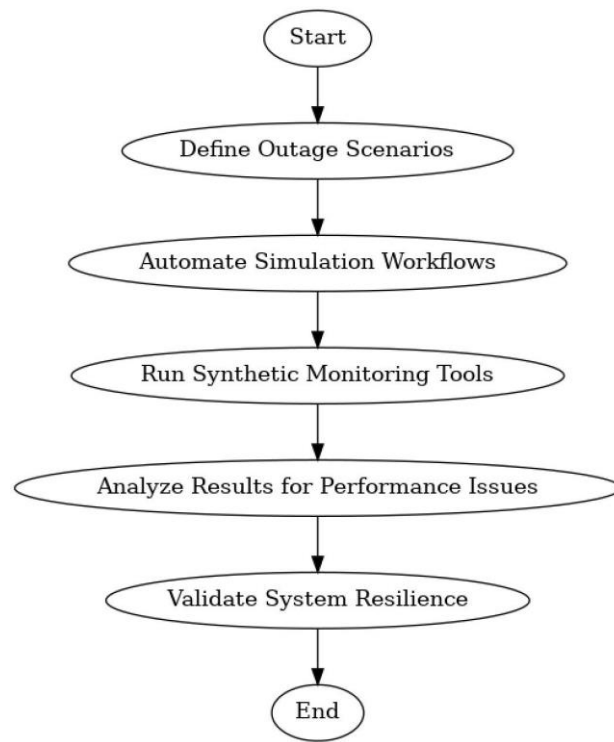 Start
Define Outage Scenarios
Automate Simulation Workflows
Run Synthetic Monitoring Tools
Analyze Results for Performance Issues
Validate System Resilience
End